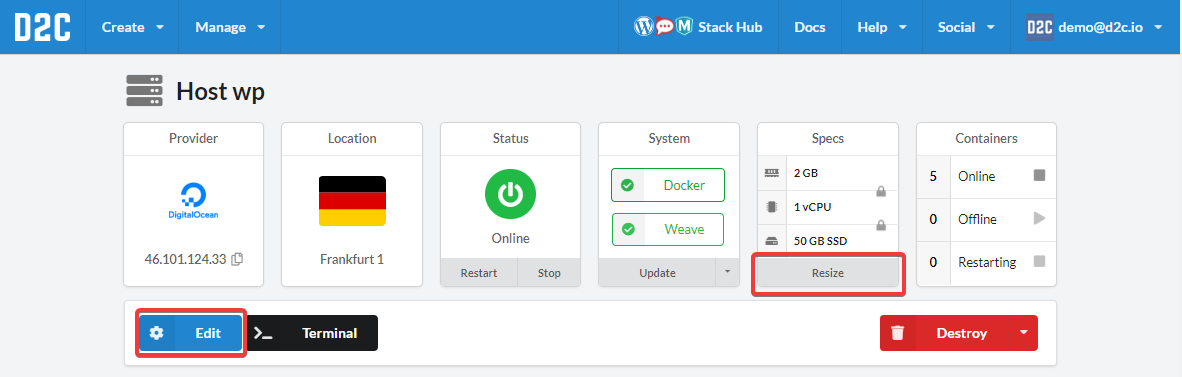 D2C Create Manage Stack Hub Docs Help Social D2C demo@d2c.io
Host wp
Provider Location Status System Specs Containers
DigitalOcean
46.101.124.33
Frankfurt 1
Online
Restart Stop
Docker
Weave
Update
2 GB
1 vCPU
50 GB SSD
Resize
5 Online
0 Offline
0 Restarting
Edit Terminal Destroy